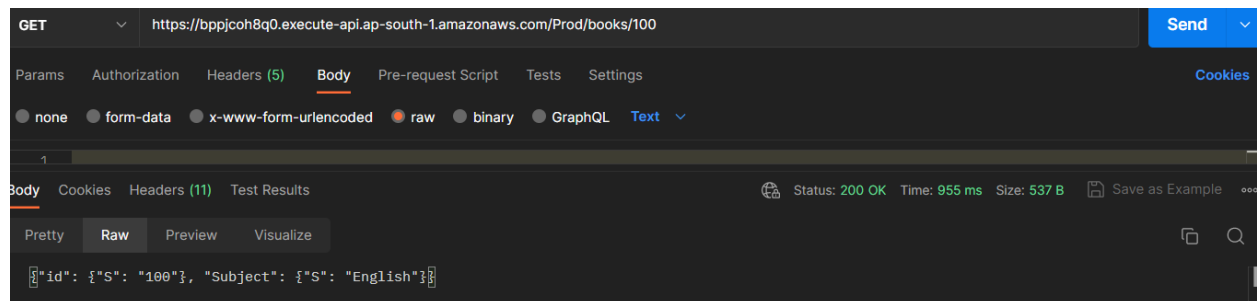 GET https://bppjcoh8q0.execute-api.ap-south-1.amazonaws.com/Prod/books/100 Send
Params Authorization Headers (5) Body Pre-request Script Tests Settings Cookies
none form-data x-www-form-urlencoded raw binary GraphQL Text
1
Body Cookies Headers (11) Test Results Status: 200 OK Time: 955 ms Size: 537 B Save as Example
Pretty Raw Preview Visualize
{"id": {"S": "100"}, "Subject": {"S": "English"}}